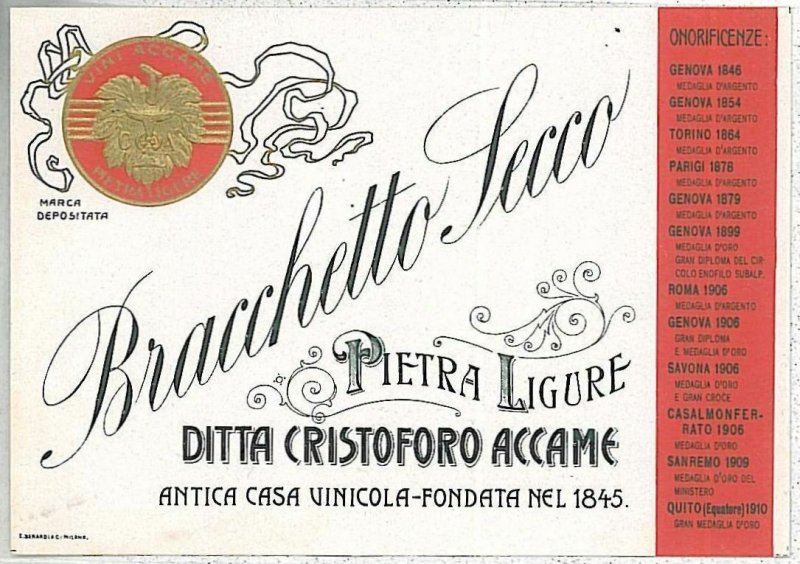 VINI ACCAME
CGA
PIETRA LIGURE
MARCA
DEPOSITATA
Bracchetto Secco
PIETRA LIGURE
DITTA CRISTOFORO ACCAME
ANTICA CASA VINICOLA-FONDATA NEL 1845.
E. BERARDI & C.-MILANO.
ONORIFICENZE:
GENOVA 1846
MEDAGLIA D'ARGENTO
GENOVA 1854
MEDAGLIA D'ARGENTO
TORINO 1864
MEDAGLIA D'ARGENTO
PARIGI 1878
MEDAGLIA D'ARGENTO
GENOVA 1879
MEDAGLIA D'ARGENTO
GENOVA 1899
MEDAGLIA D'ORO
GRAN DIPLOMA DEL CIR-
COLO ENOFILO SUBALP.
ROMA 1906
MEDAGLIA D'ARGENTO
GENOVA 1906
GRAN DIPLOMA
E MEDAGLIA D'ORO
SAVONA 1906
MEDAGLIA D'ORO
E GRAN CROCE
CASALMONFER-
RATO 1906
MEDAGLIA D'ORO
SANREMO 1909
MEDAGLIA D'ORO DEL
MINISTERO
QUITO (Equatore) 1910
GRAN MEDAGLIA D'ORO